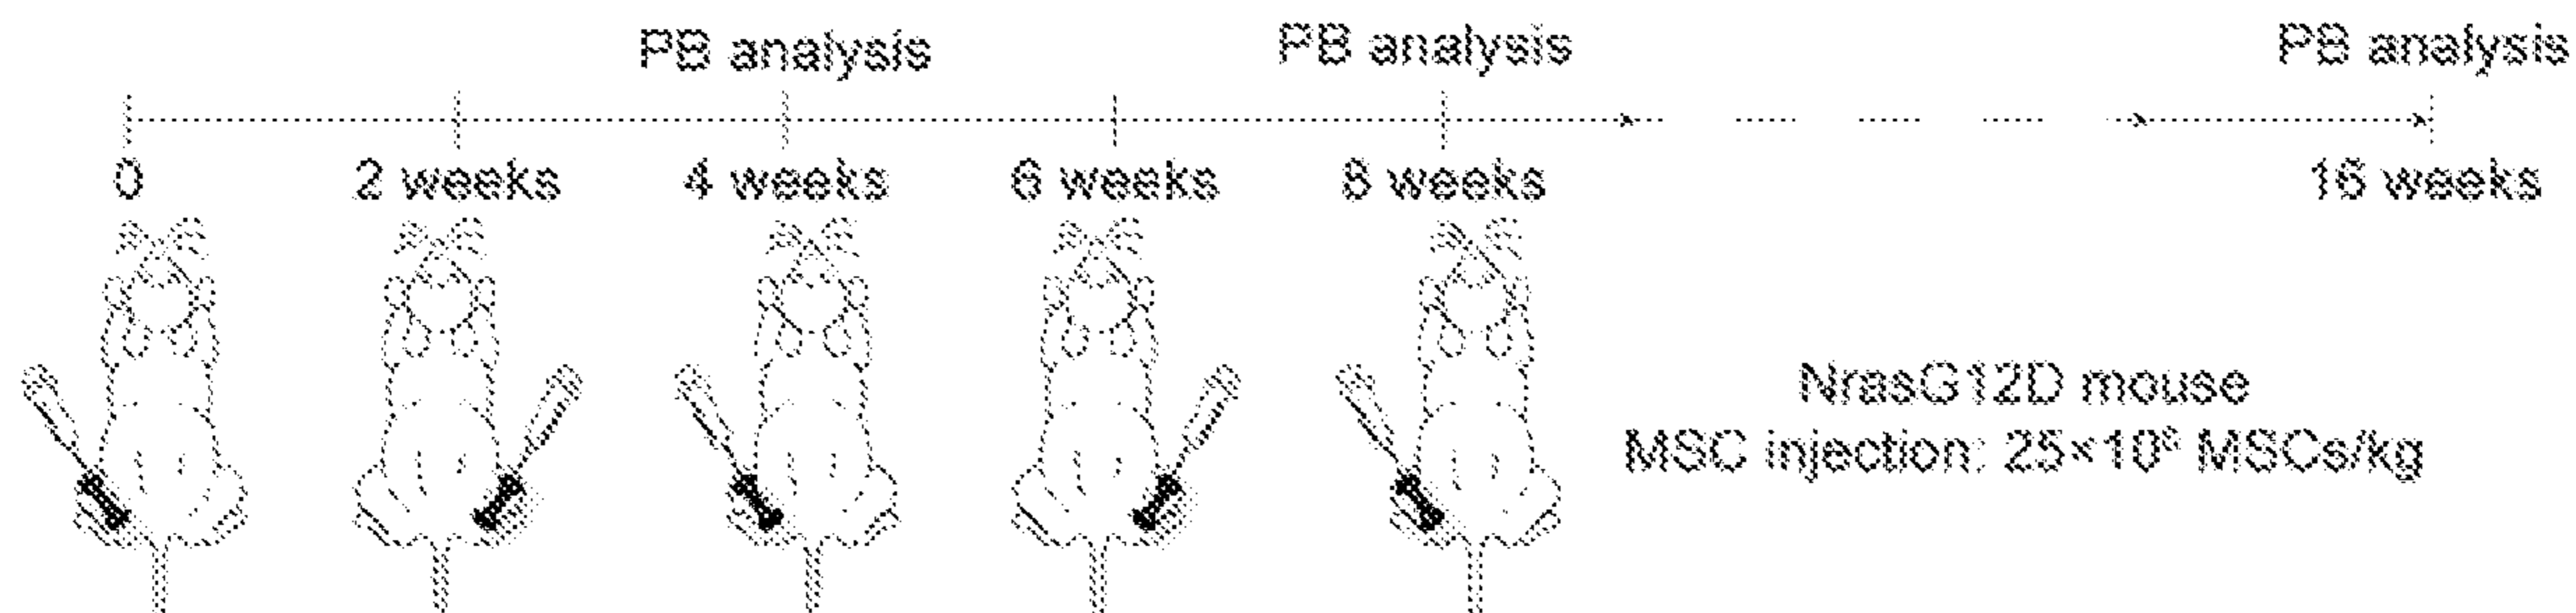 PB analysis PB analysis PB analysis
0 2 weeks 4 weeks 6 weeks 8 weeks 16 weeks
NrasG12D mouse
MSC injection: 25×10⁶ MSCs/kg